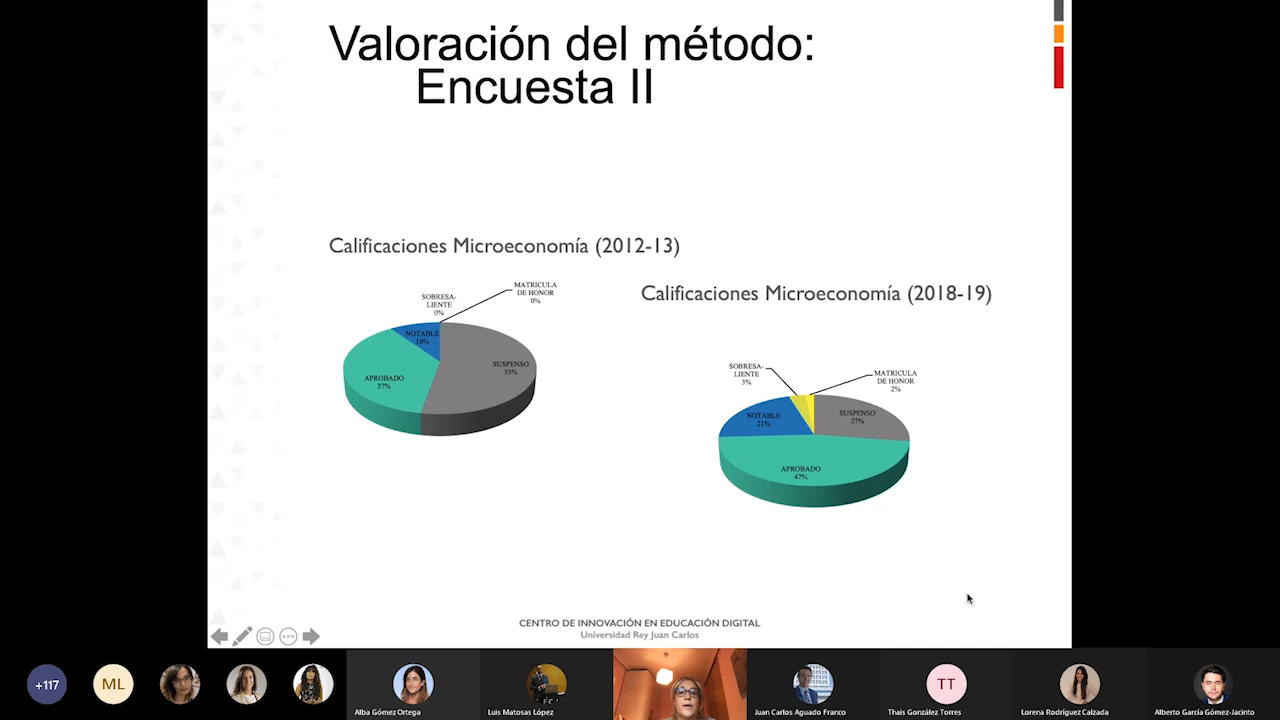 Valoración del método:
Encuesta II
Calificaciones Microeconomía (2012-13)
MATRICULA
DE HONOR
0%
SOBRESA-
LIENTE
0%
NOTABLE
10%
SUSPENSO
53%
APROBADO
37%
Calificaciones Microeconomía (2018-19)
SOBRESA-
LIENTE
3%
MATRICULA
DE HONOR
2%
NOTABLE
21%
SUSPENSO
27%
APROBADO
47%
CENTRO DE INNOVACIÓN EN EDUCACIÓN DIGITAL
Universidad Rey Juan Carlos
+117
ML
Alba Gómez Ortega
Luis Matosas López
Juan Carlos Aguado Franco
TT
Thais González Torres
Lorena Rodríguez Calzada
Alberto García Gómez-Jacinto